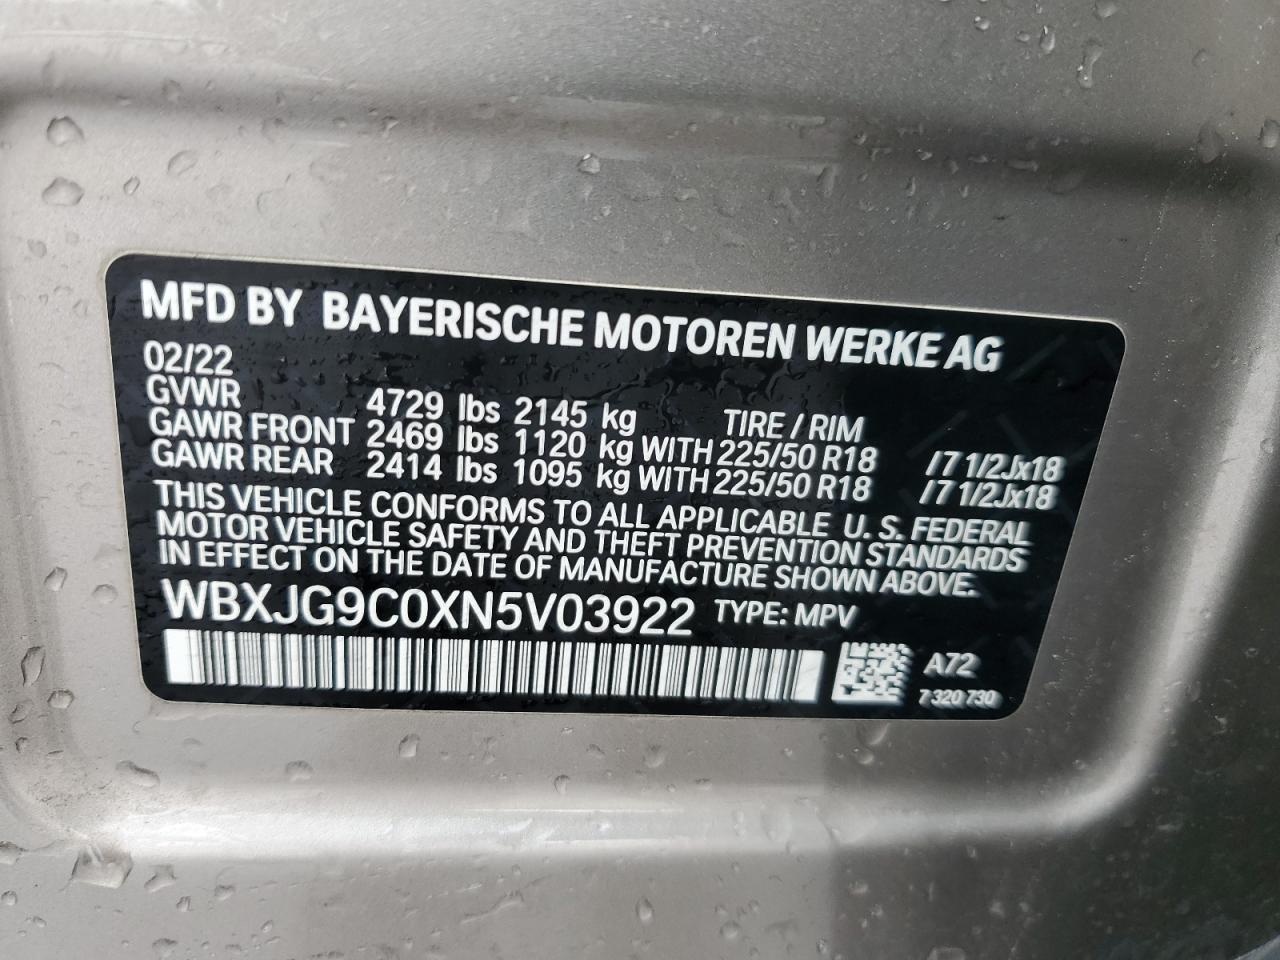 MFD BY BAYERISCHE MOTOREN WERKE AG
02/22
GVWR 4729 lbs 2145 kg TIRE / RIM
GAWR FRONT 2469 lbs 1120 kg WITH 225/50 R18 /7 1/2Jx18
GAWR REAR 2414 lbs 1095 kg WITH 225/50 R18 /7 1/2Jx18
THIS VEHICLE CONFORMS TO ALL APPLICABLE U. S. FEDERAL
MOTOR VEHICLE SAFETY AND THEFT PREVENTION STANDARDS
IN EFFECT ON THE DATE OF MANUFACTURE SHOWN ABOVE.
WBXJG9C0XN5V03922 TYPE: MPV
A72
7 320 730